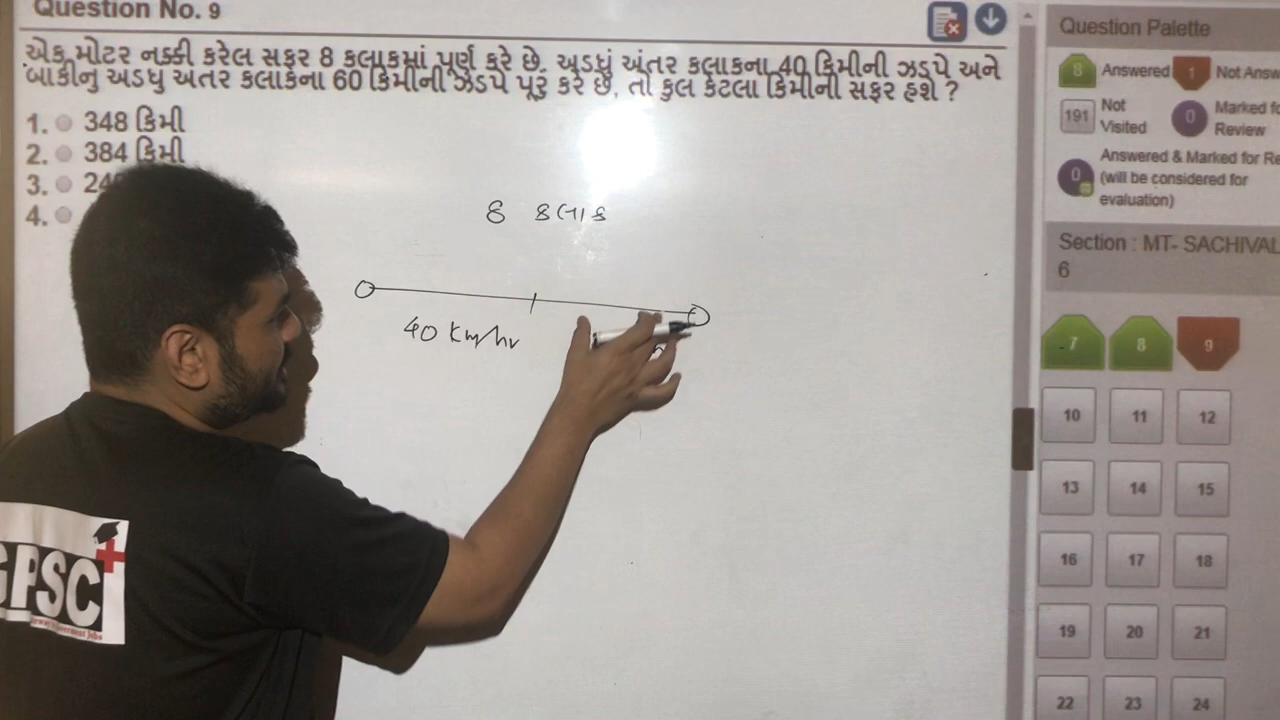 Question No. 9
એક મોટર નક્કી કરેલ સફર 8 કલાકમાં પૂર્ણ કરે છે. અડધું અંતર કલાકના 40 કિમીની ઝડપે અને
બાકીનુ અડધુ અંતર કલાકના 60 કિમીની ઝડપે પૂરુ કરે છે, તો કુલ કેટલા કિમીની સફર હશે ?
1. 348 કિમી
2. 384 કિમી
3. 24
4.
8 કલાક
40 km/hr
GPSC
Question Palette
8 Answered 1 Not Answ
191 Not Visited 0 Marked fo Review
0 Answered & Marked for Re
(will be considered for
evaluation)
Section : MT- SACHIVAL
6
7 8 9
10 11 12
13 14 15
16 17 18
19 20 21
22 23 24